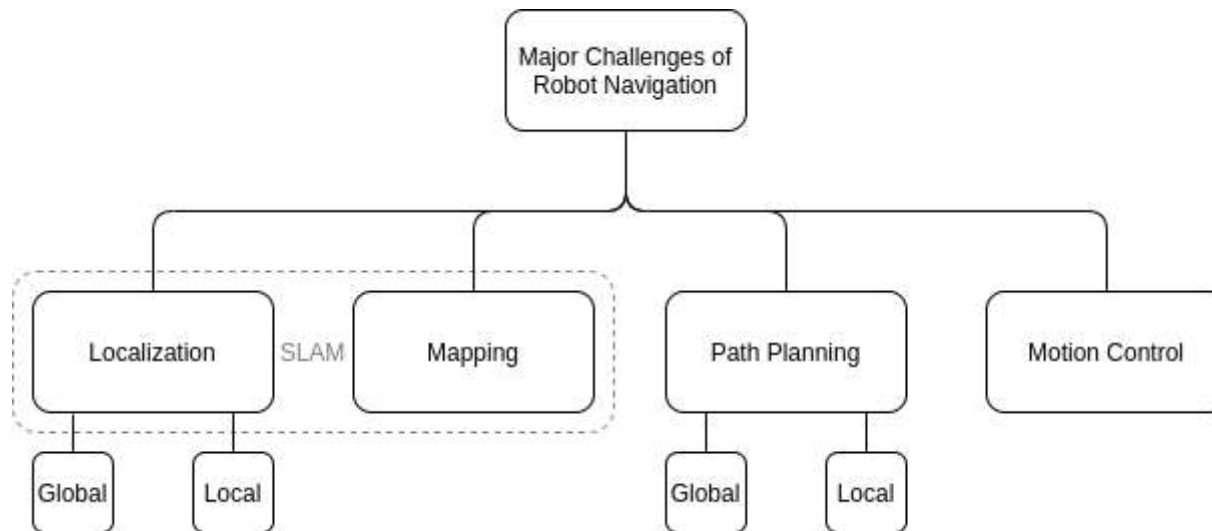 Major Challenges of
Robot Navigation
Localization
SLAM
Mapping
Path Planning
Motion Control
Global
Local
Global
Local